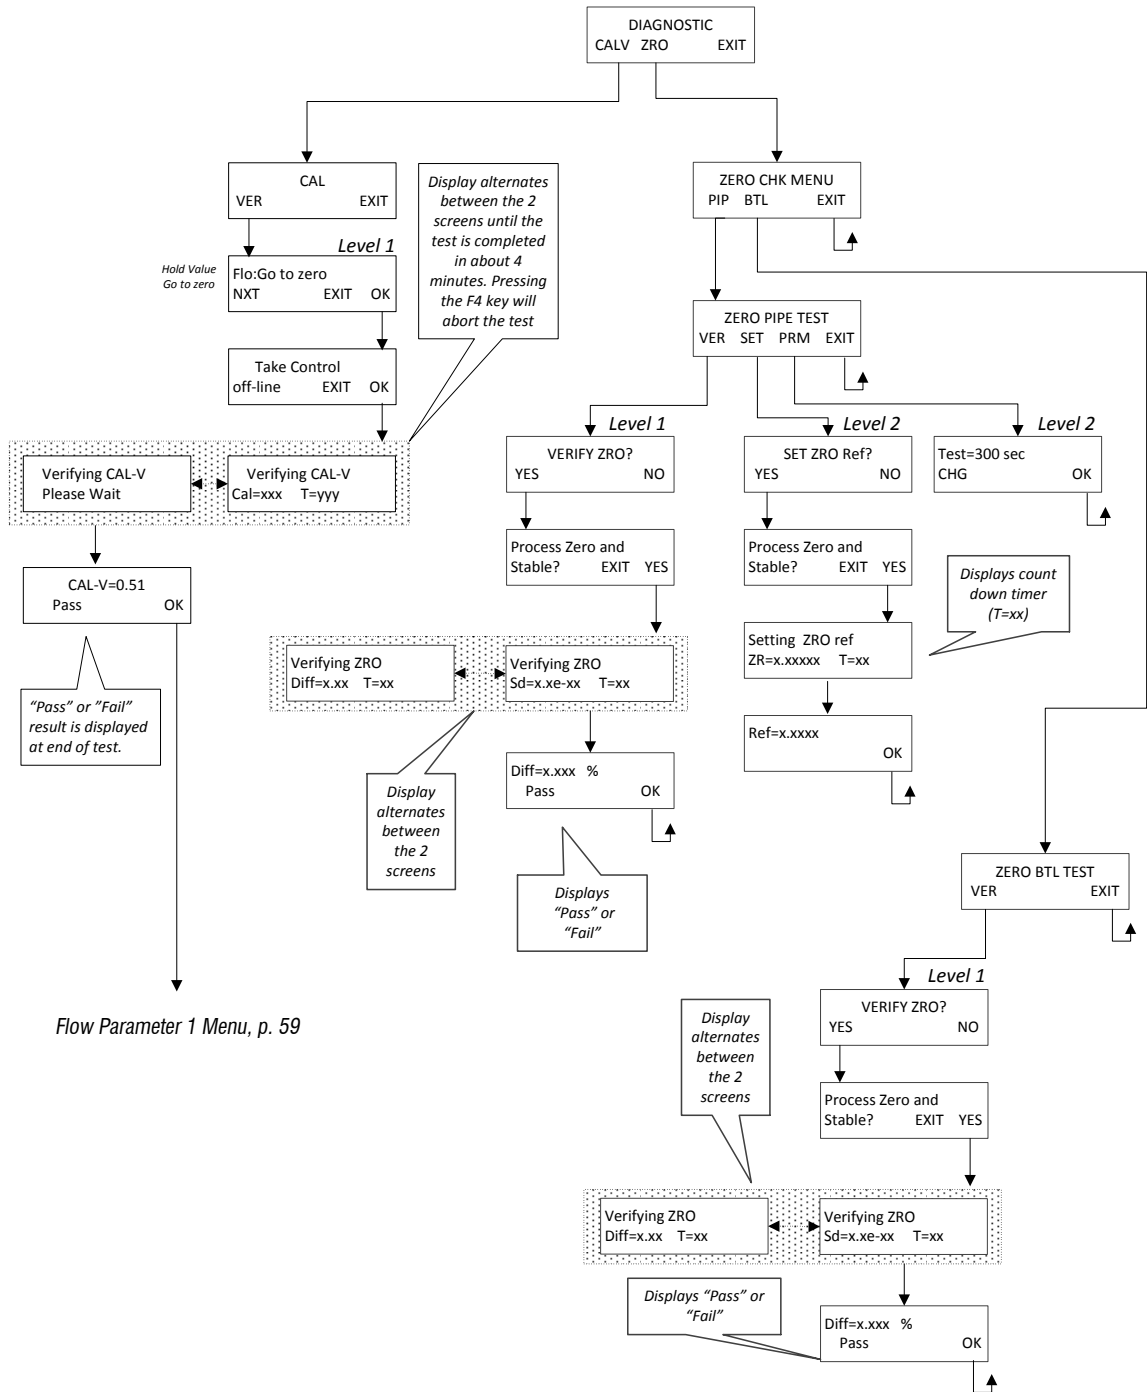 DIAGNOSTIC
CALV ZRO EXIT
CAL
VER EXIT
Level 1
Hold Value
Go to zero
Flo:Go to zero
NXT EXIT OK
Take Control
off-line EXIT OK
Display alternates
between the 2
screens until the
test is completed
in about 4
minutes. Pressing
the F4 key will
abort the test
Verifying CAL-V
Please Wait
Verifying CAL-V
Cal=xxx T=yyy
CAL-V=0.51
Pass OK
“Pass” or ”Fail”
result is displayed
at end of test.
Flow Parameter 1 Menu, p. 59
ZERO CHK MENU
PIP BTL EXIT
ZERO PIPE TEST
VER SET PRM EXIT
Level 1
VERIFY ZRO?
YES NO
Process Zero and
Stable? EXIT YES
Verifying ZRO
Diff=x.xx T=xx
Verifying ZRO
Sd=x.xe-xx T=xx
Display
alternates
between
the 2
screens
Diff=x.xxx %
Pass OK
Displays
“Pass” or
“Fail”
Level 2
SET ZRO Ref?
YES NO
Process Zero and
Stable? EXIT YES
Setting ZRO ref
ZR=x.xxxxx T=xx
Displays count
down timer
(T=xx)
Ref=x.xxxx
OK
Level 2
Test=300 sec
CHG OK
ZERO BTL TEST
VER EXIT
Level 1
VERIFY ZRO?
YES NO
Process Zero and
Stable? EXIT YES
Display
alternates
between
the 2
screens
Verifying ZRO
Diff=x.xx T=xx
Verifying ZRO
Sd=x.xe-xx T=xx
Displays “Pass” or
“Fail”
Diff=x.xxx %
Pass OK